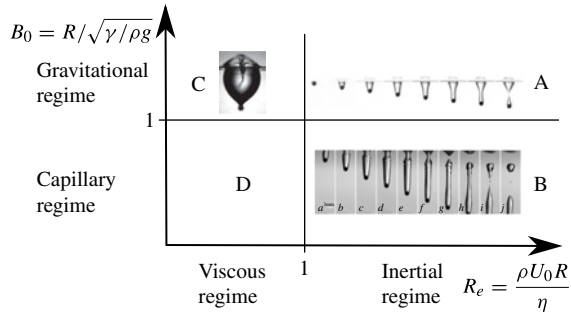 B₀ = R/√γ/ρg
Gravitational
regime
C
A
1
Capillary
regime
D
B
a
b
c
d
e
f
g
h
i
j
Viscous
regime
1
Inertial
regime
Rₑ = ρU₀R
η